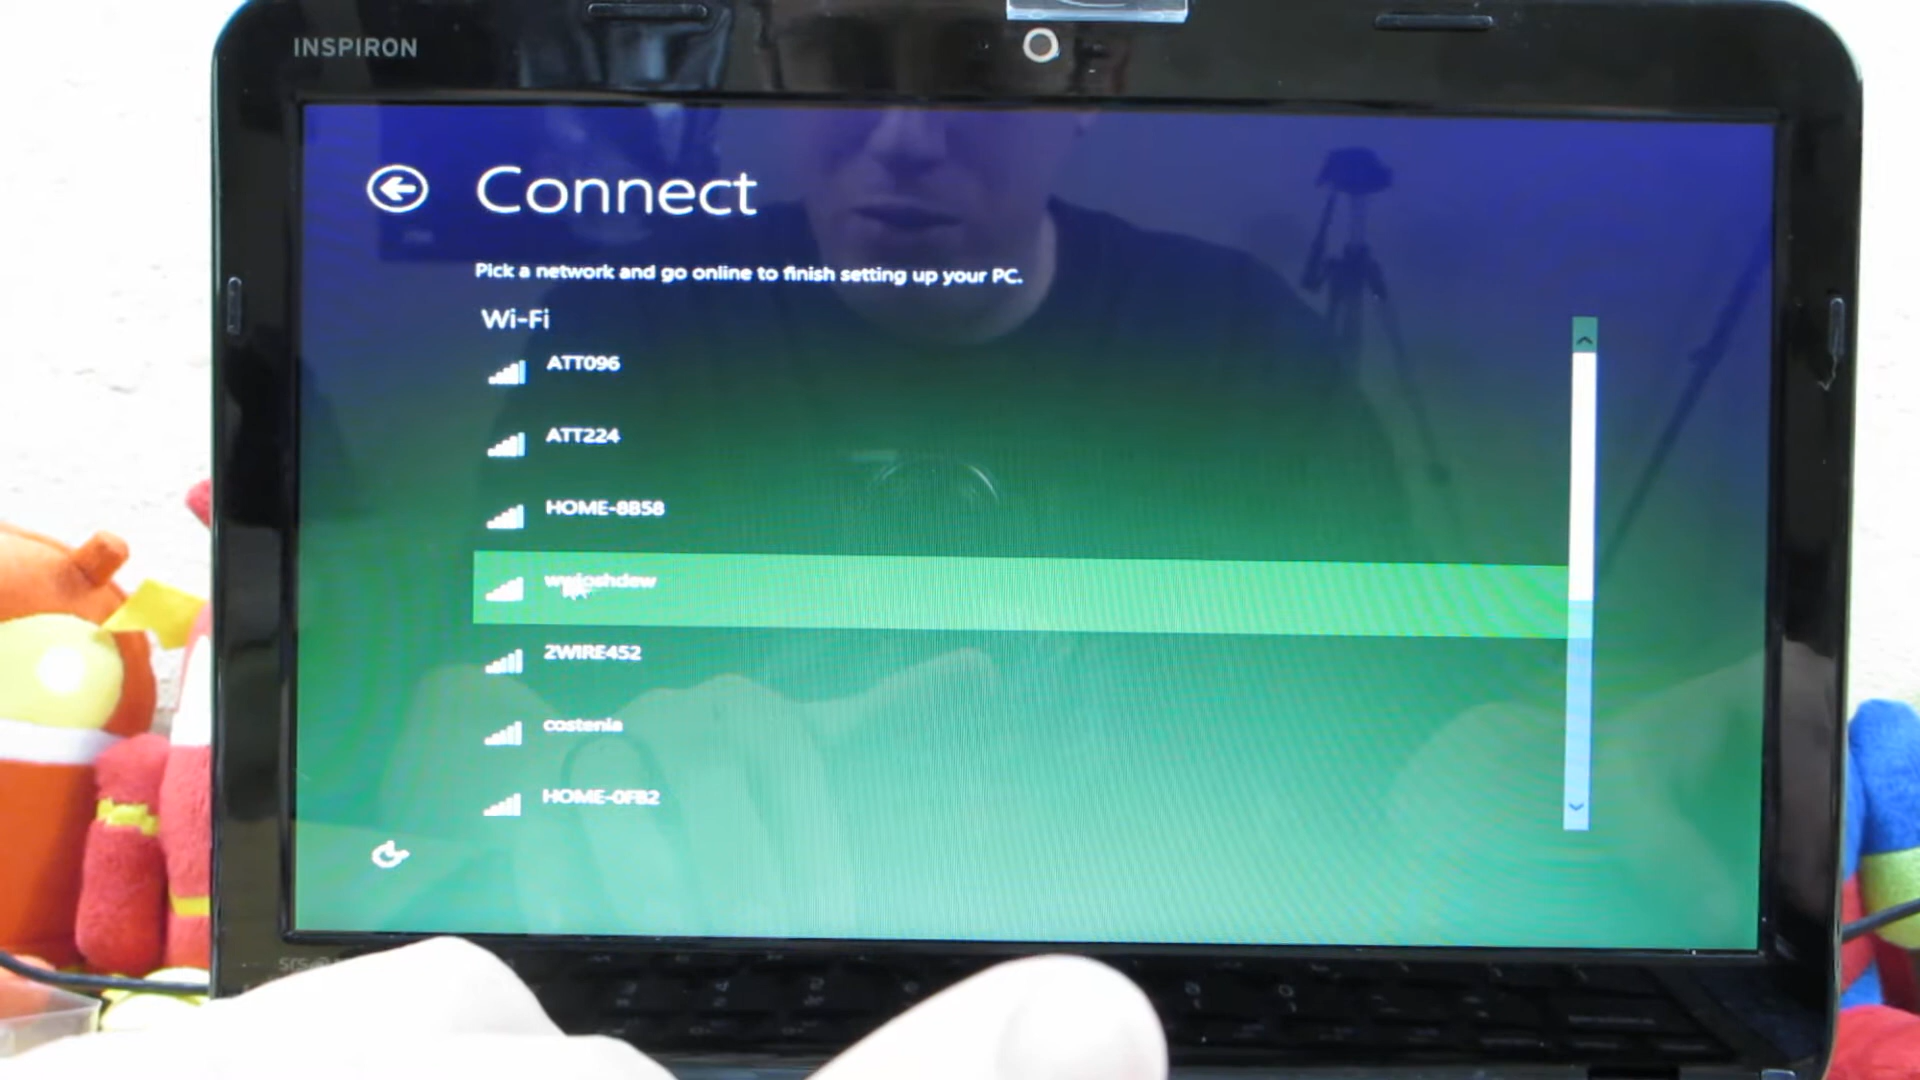 INSPIRON
Connect
Pick a network and go online to finish setting up your PC.
Wi-Fi
ATT096
ATT224
HOME-8B58
2WIRE452
costenla
HOME-0FB2